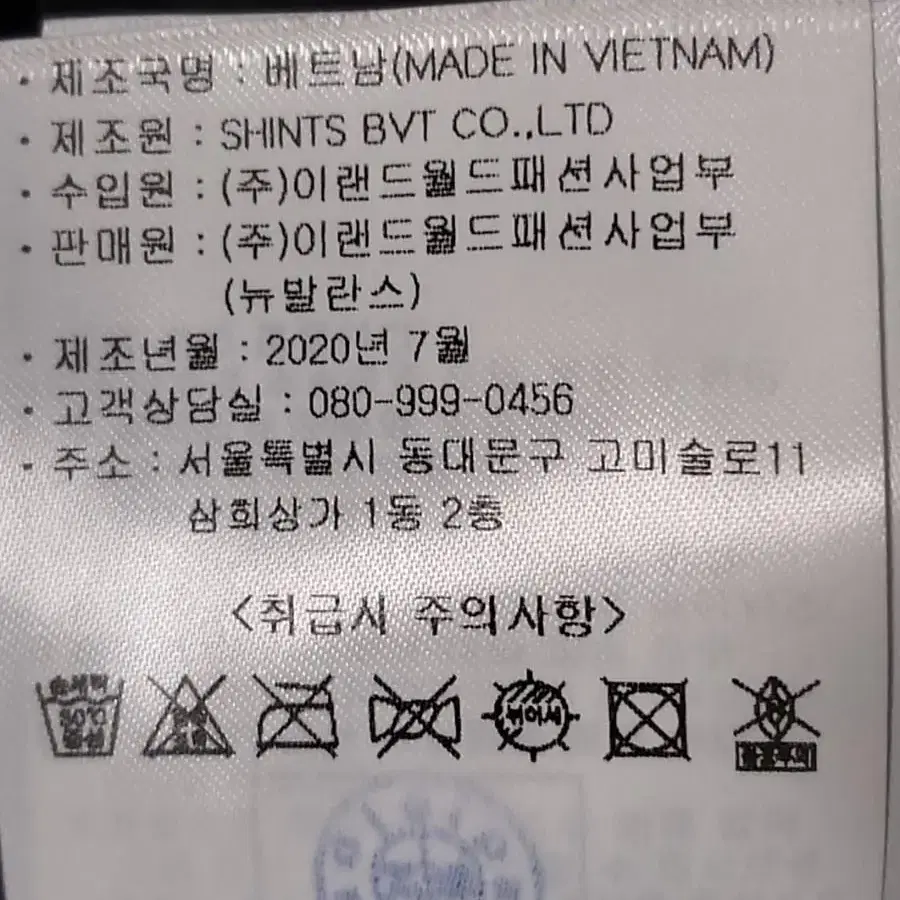 · 제조국명 : 베트남(MADE IN VIETNAM)
· 제조원 : SHINTS BVT CO.,LTD
· 수입원 : (주)이랜드월드패션사업부
· 판매원 : (주)이랜드월드패션사업부
(뉴발란스)
· 제조년월 : 2020년 7월
· 고객상담실 : 080-999-0456
· 주소 : 서울특별시 동대문구 고미술로11
삼희상가 1동 2층
<취급시 주의사항>
손세탁
30℃
중성
뉘어서